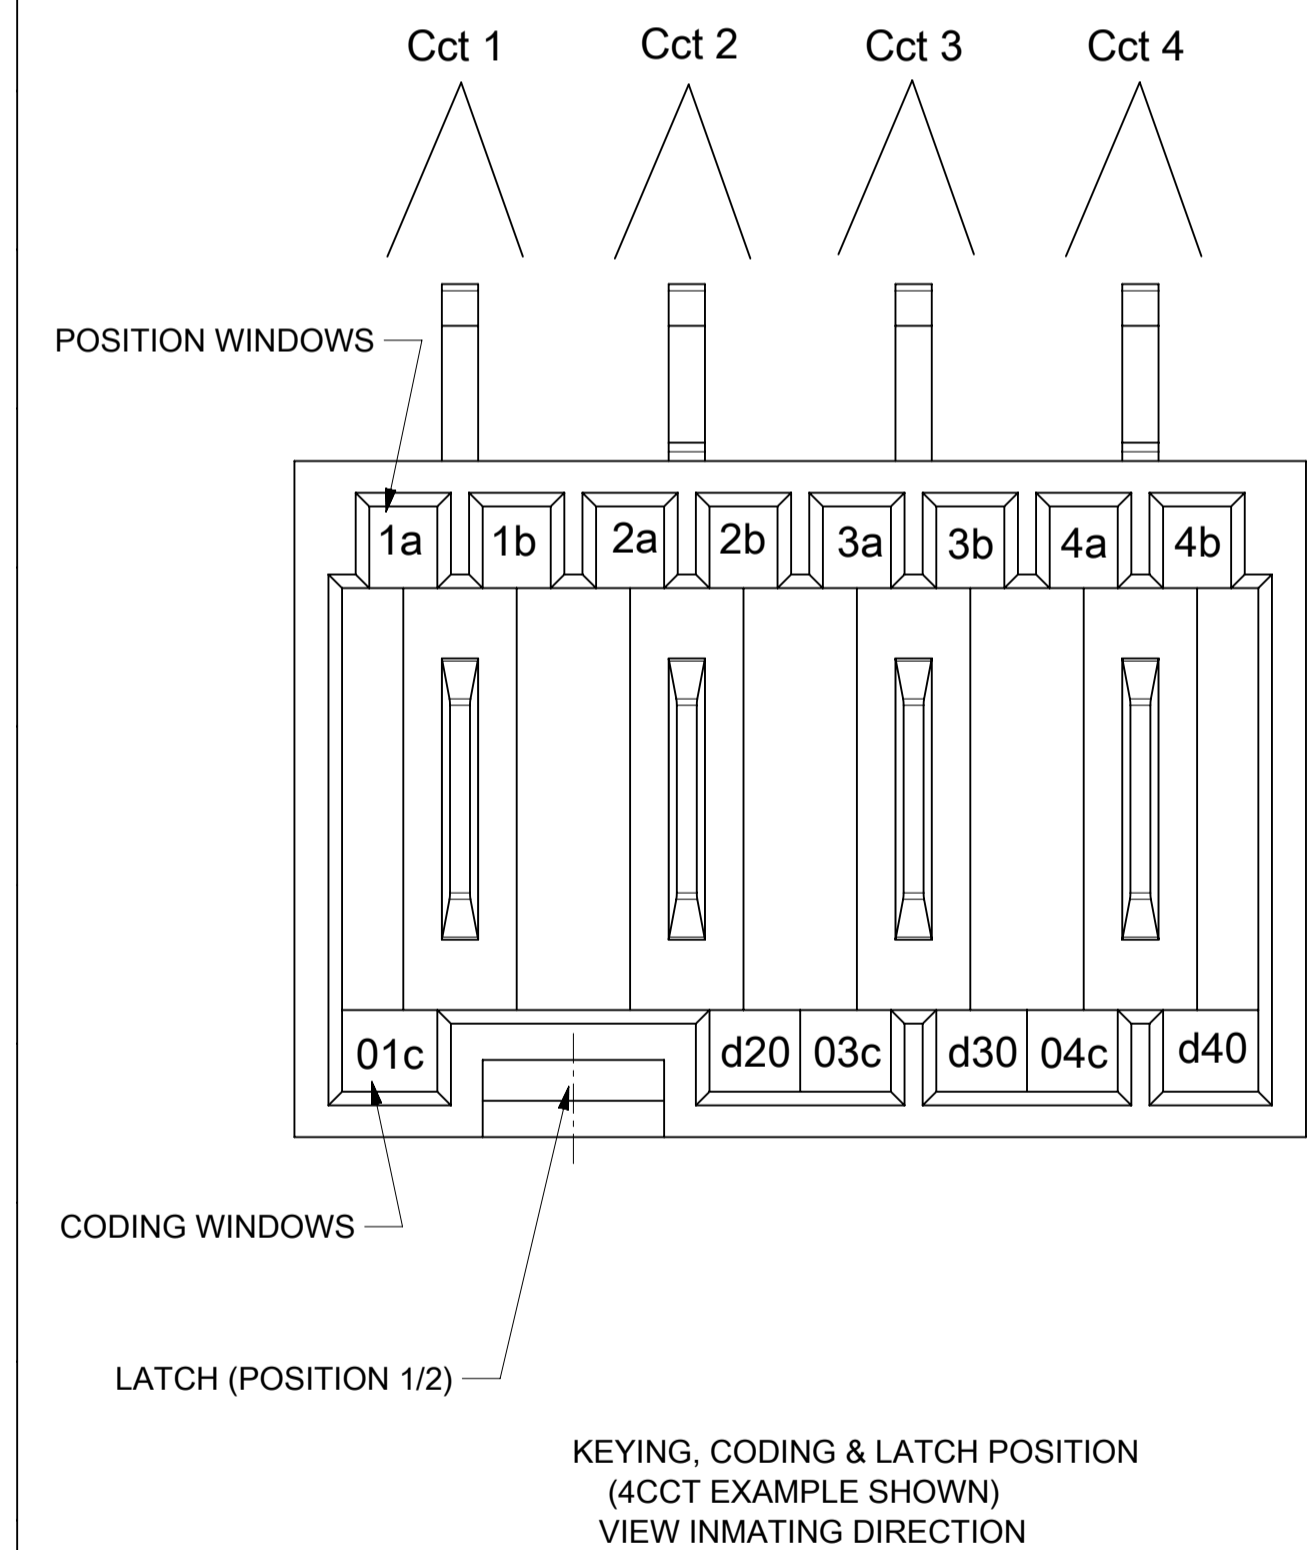 Cct 1 Cct 2 Cct 3 Cct 4
POSITION WINDOWS
1a 1b 2a 2b 3a 3b 4a 4b
01c d20 03c d30 04c d40
CODING WINDOWS
LATCH (POSITION 1/2)
KEYING, CODING & LATCH POSITION
(4CCT EXAMPLE SHOWN)
VIEW INMATING DIRECTION